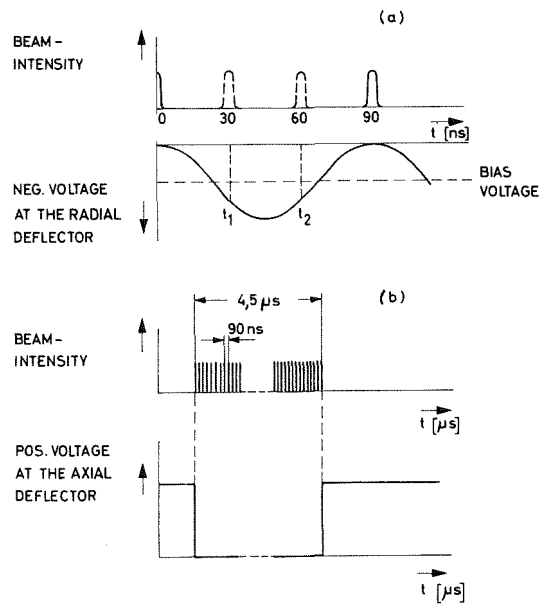 (a)
BEAM-
INTENSITY
0 30 60 90
t [ns]
BIAS
VOLTAGE
NEG. VOLTAGE
AT THE RADIAL
DEFLECTOR
t1 t2
(b)
4,5 µs
90 ns
BEAM-
INTENSITY
t [µs]
POS. VOLTAGE
AT THE AXIAL
DEFLECTOR
t [µs]